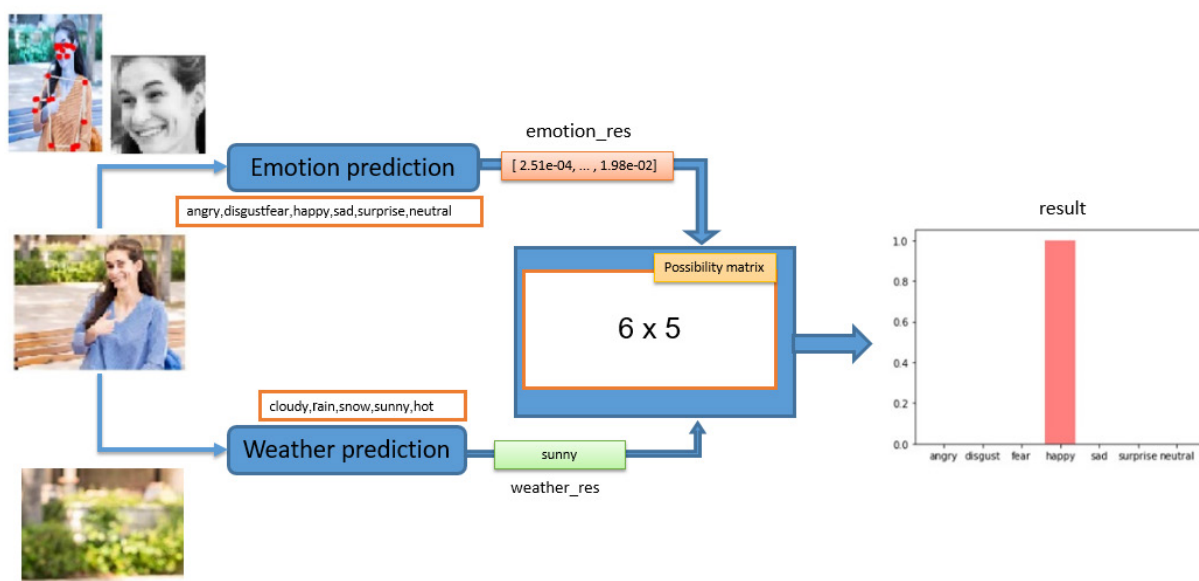 emotion_res
Emotion prediction
[ 2.51e-04, ... , 1.98e-02]
angry,disgustfear,happy,sad,surprise,neutral
result
Possibility matrix
6 x 5
1.0
0.8
0.6
0.4
0.2
0.0
angry disgust fear happy sad surprise neutral
cloudy,rain,snow,sunny,hot
Weather prediction
sunny
weather_res